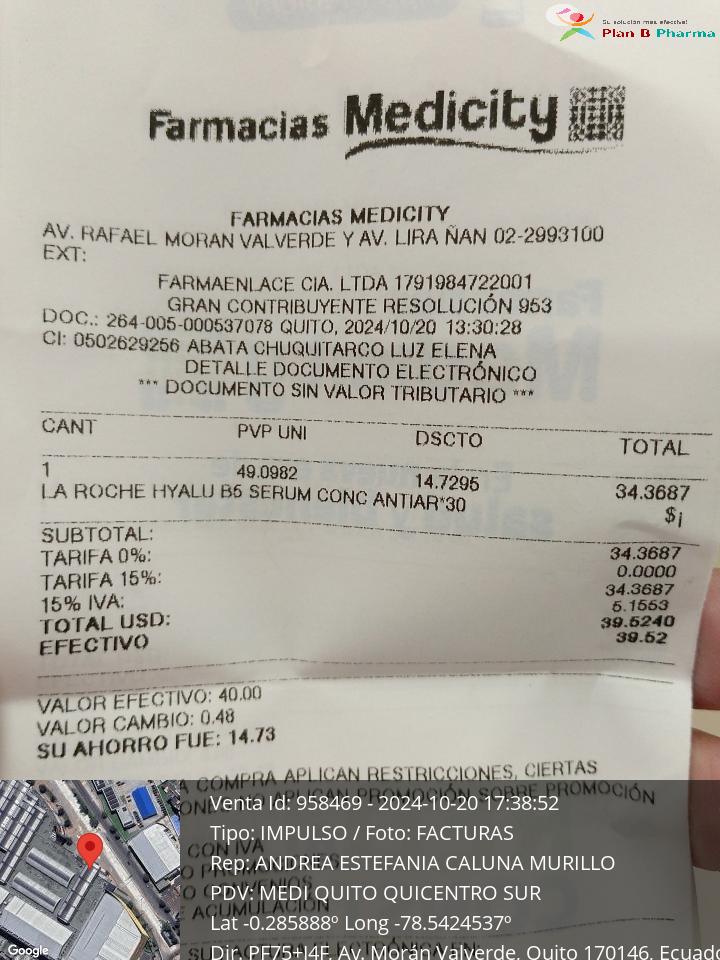 Su solución mas efectiva!
Plan B Pharma
Farmacias Medicity
FARMACIAS MEDICITY
AV. RAFAEL MORAN VALVERDE Y AV. LIRA ÑAN 02-2993100
EXT:
FARMAENLACE CIA. LTDA 1791984722001
GRAN CONTRIBUYENTE RESOLUCIÓN 953
DOC.: 264-005-000537078 QUITO, 2024/10/20 13:30:28
CI: 0502629256 ABATA CHUQUITARCO LUZ ELENA
DETALLE DOCUMENTO ELECTRÓNICO
*** DOCUMENTO SIN VALOR TRIBUTARIO ***
CANT PVP UNI DSCTO TOTAL
1 49.0982 14.7295 34.3687
LA ROCHE HYALU B5 SERUM CONC ANTIAR*30 $¡
SUBTOTAL: 34.3687
TARIFA 0%: 0.0000
TARIFA 15%: 34.3687
15% IVA: 5.1553
TOTAL USD: 39.5240
EFECTIVO 39.52
VALOR EFECTIVO: 40.00
VALOR CAMBIO: 0.48
SU AHORRO FUE: 14.73
A COMPRA APLICAN RESTRICCIONES, CIERTAS
APLICAN PROMOCIÓN SOBRE PROMOCIÓN
CON IVA
ACUMULACIÓN
Venta Id: 958469 - 2024-10-20 17:38:52
Tipo: IMPULSO / Foto: FACTURAS
Rep: ANDREA ESTEFANIA CALUNA MURILLO
PDV: MEDI QUITO QUICENTRO SUR
Lat -0.285888º Long -78.5424537º
Dir. PF75+J4F, Av. Morán Valverde, Quito 170146, Ecuado
Google